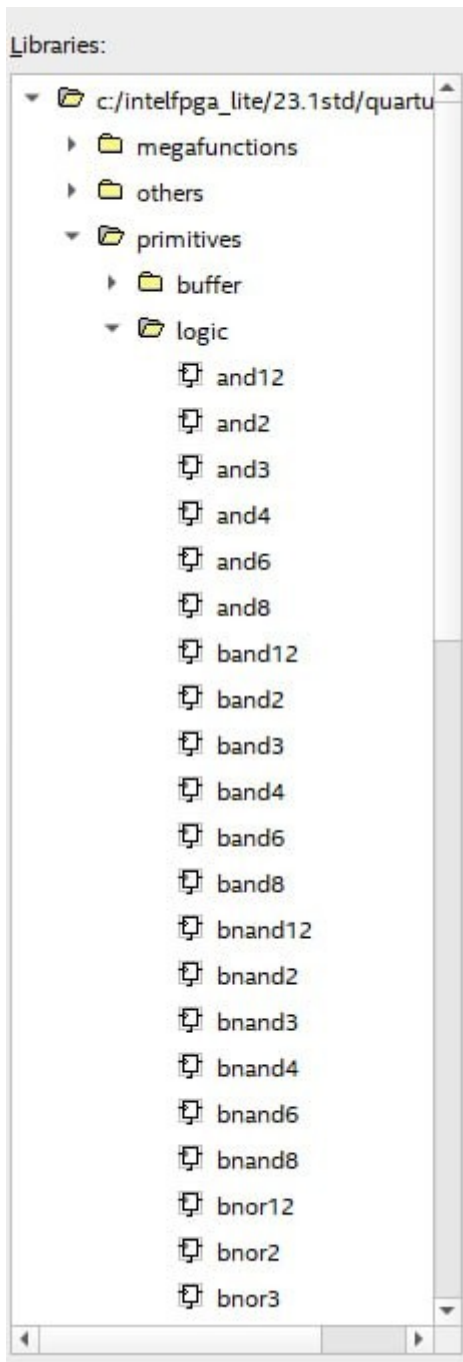 Libraries:
c:/intelfpga_lite/23.1std/quartu
megafunctions
others
primitives
buffer
logic
and12
and2
and3
and4
and6
and8
band12
band2
band3
band4
band6
band8
bnand12
bnand2
bnand3
bnand4
bnand6
bnand8
bnor12
bnor2
bnor3